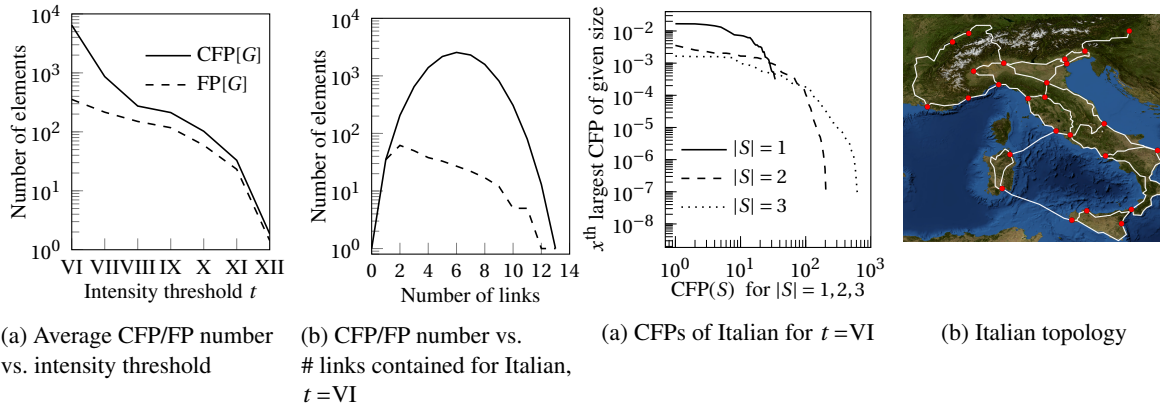 10^4
10^3
10^2
10^1
10^0
Number of elements
CFP[G]
FP[G]
VI VII VIII IX X XI XII
Intensity threshold t
(a) Average CFP/FP number
vs. intensity threshold
10^4
10^3
10^2
10^1
10^0
Number of elements
0 2 4 6 8 10 12 14
Number of links
(b) CFP/FP number vs.
# links contained for Italian,
t = VI
10^-2
10^-3
10^-4
10^-5
10^-6
10^-7
10^-8
x^th largest CFP of given size
|S| = 1
|S| = 2
|S| = 3
10^0 10^1 10^2 10^3
CFP(S) for |S| = 1,2,3
(a) CFPs of Italian for t = VI
(b) Italian topology